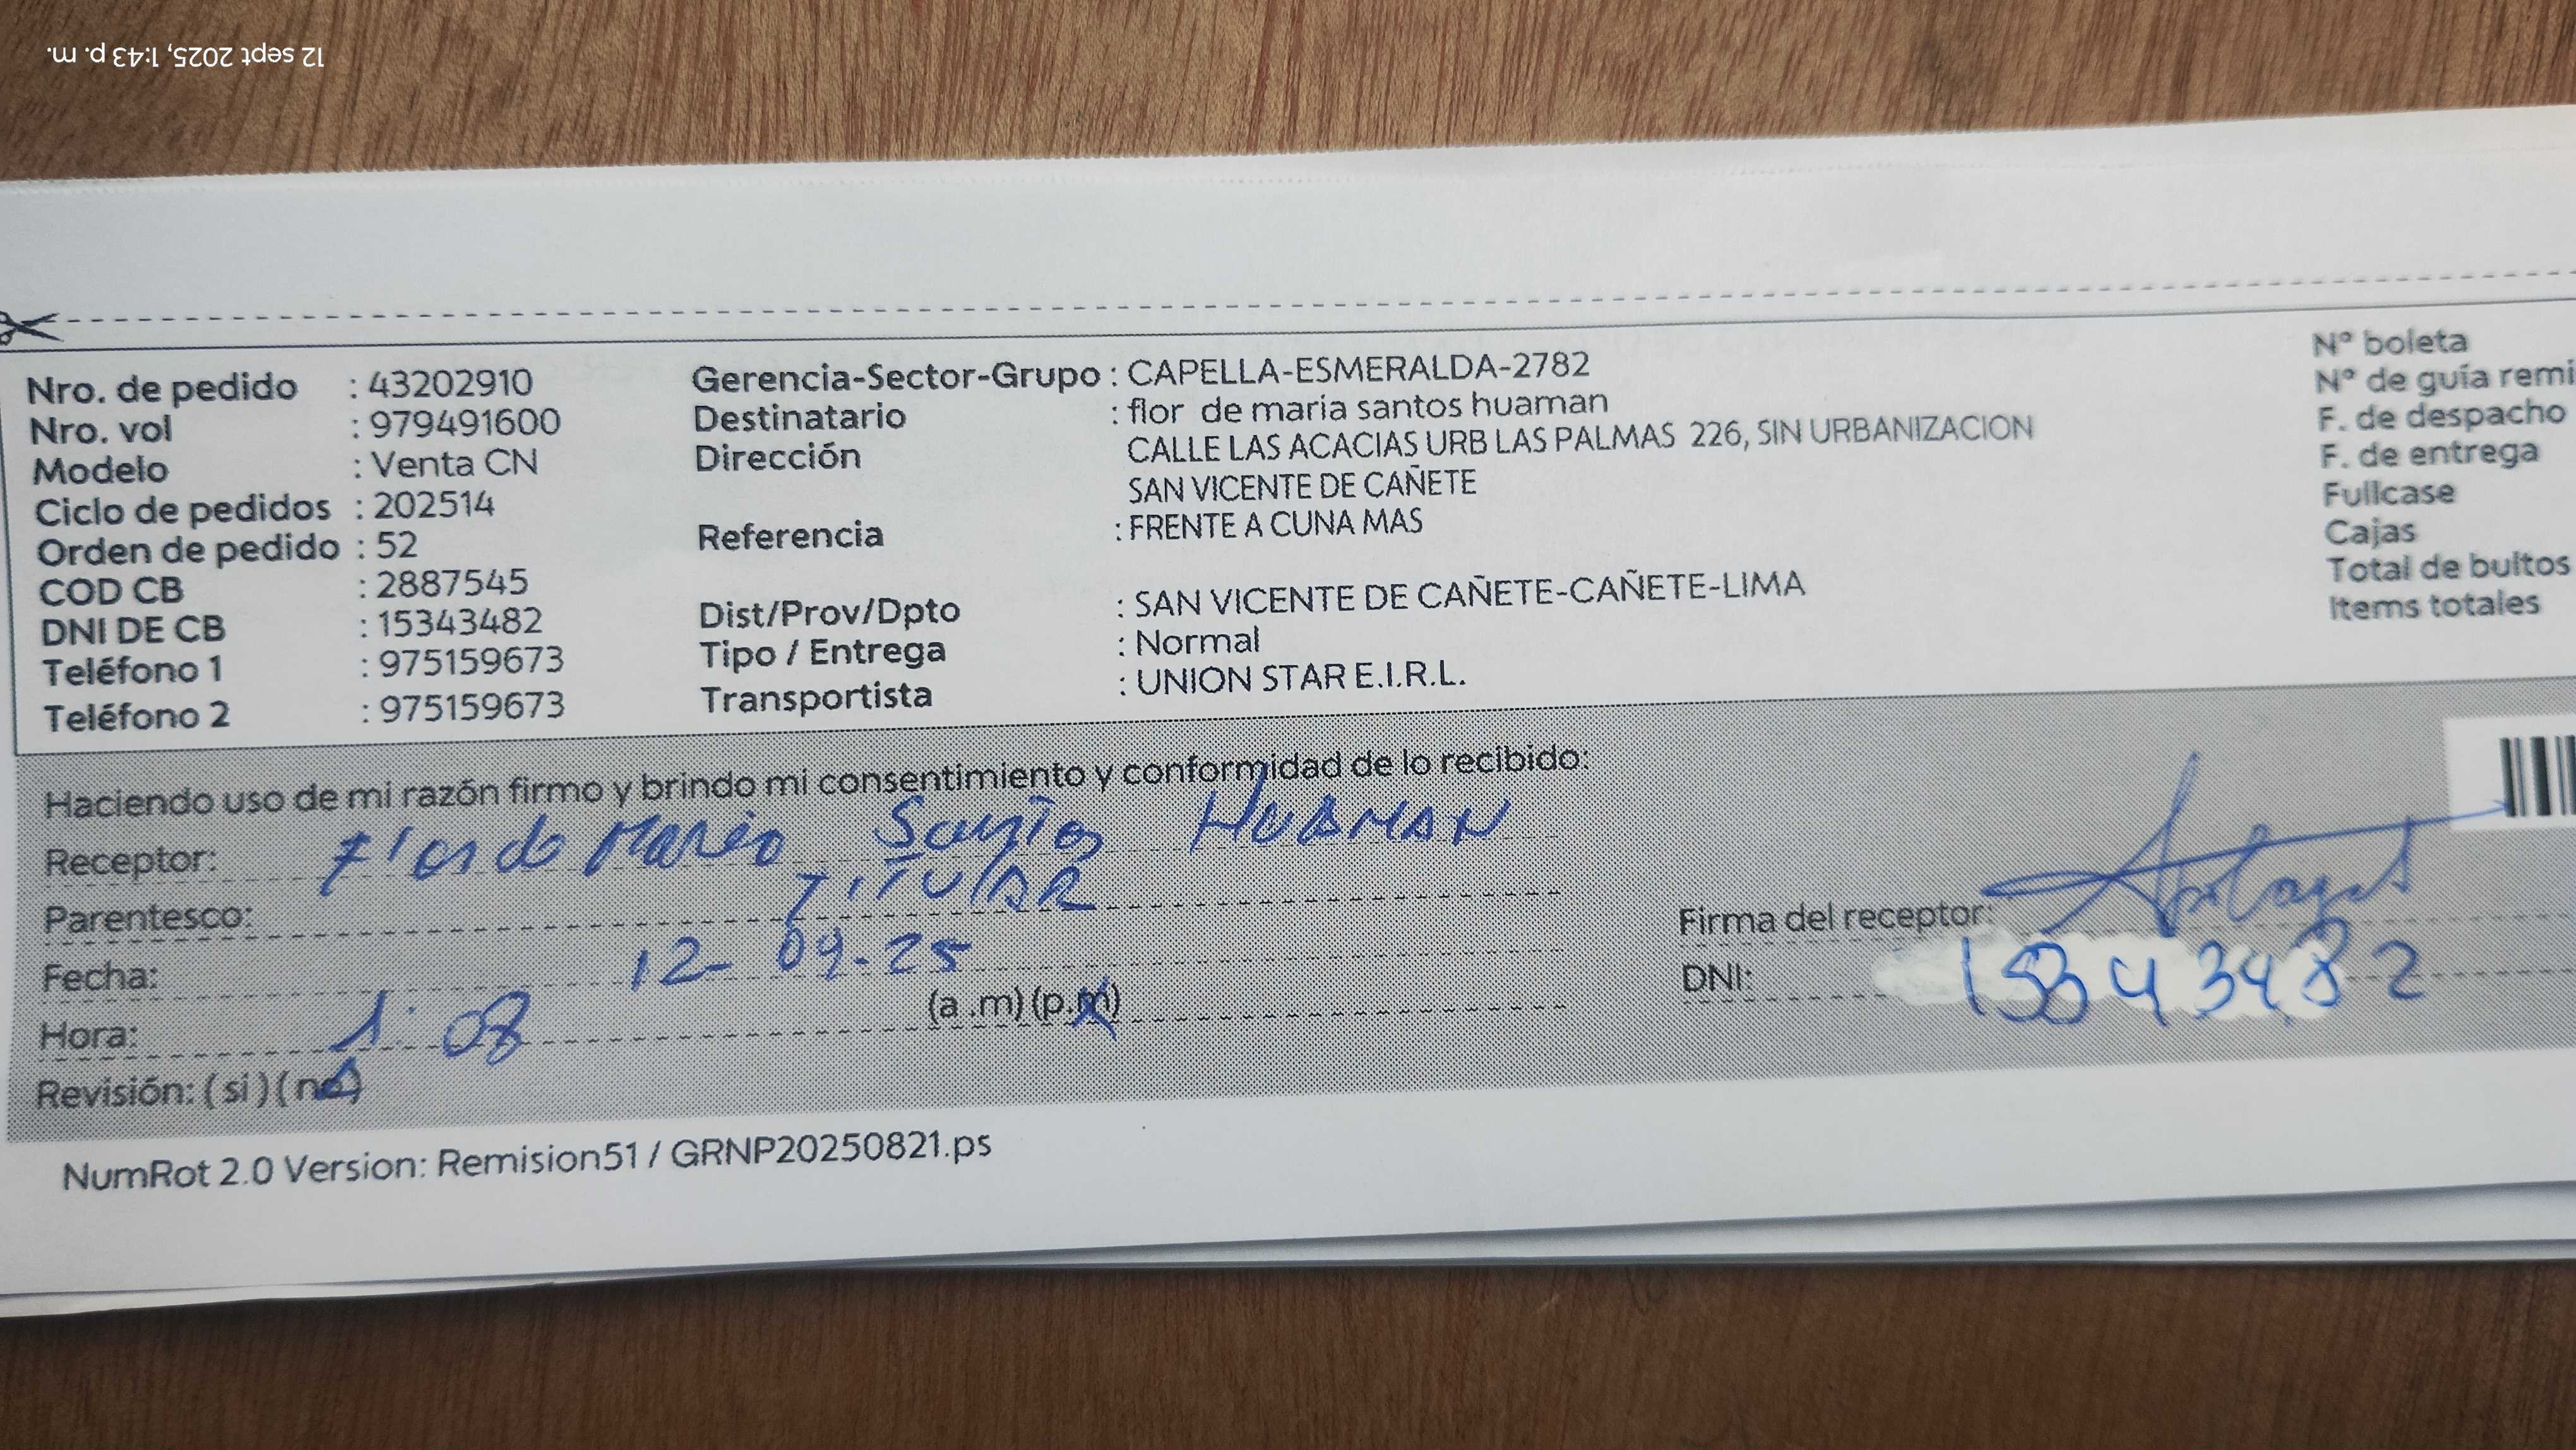 12 sept 2025, 1:43 p. m.
Nro. de pedido : 43202910
Nro. vol : 979491600
Modelo : Venta CN
Ciclo de pedidos : 202514
Orden de pedido : 52
COD CB : 2887545
DNI DE CB : 15343482
Teléfono 1 : 975159673
Teléfono 2 : 975159673
Gerencia-Sector-Grupo : CAPELLA-ESMERALDA-2782
Destinatario : flor de maria santos huaman
Dirección CALLE LAS ACACIAS URB LAS PALMAS 226, SIN URBANIZACION
SAN VICENTE DE CAÑETE
Referencia : FRENTE A CUNA MAS
Dist/Prov/Dpto : SAN VICENTE DE CAÑETE-CAÑETE-LIMA
Tipo / Entrega : Normal
Transportista : UNION STAR E.I.R.L.
N° boleta
N° de guía remi
F. de despacho
F. de entrega
Fullcase
Cajas
Total de bultos
Items totales
Haciendo uso de mi razón firmo y brindo mi consentimiento y conformidad de lo recibido:
Receptor: Flor de Maria Santos HUAMAN
Parentesco: TITULAR
Fecha: 12-09-25
Hora: 1:08 (a .m) (p.m)
Revisión: ( si ) ( no )
Firma del receptor:
DNI: 15343482
NumRot 2.0 Version: Remision51 / GRNP20250821.ps